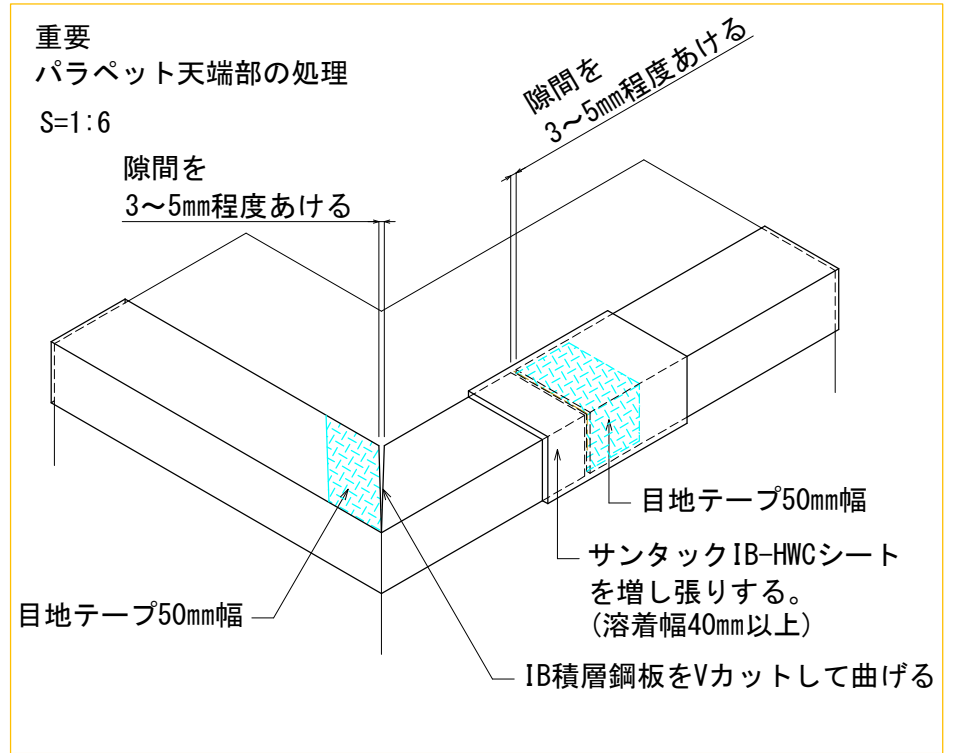 重要
パラペット天端部の処理
S=1:6
隙間を
3～5mm程度あける
隙間を
3～5mm程度あける
目地テープ50mm幅
サンタックIB-HWCシート
を増し張りする。
(溶着幅40mm以上)
目地テープ50mm幅
IB積層鋼板をVカットして曲げる